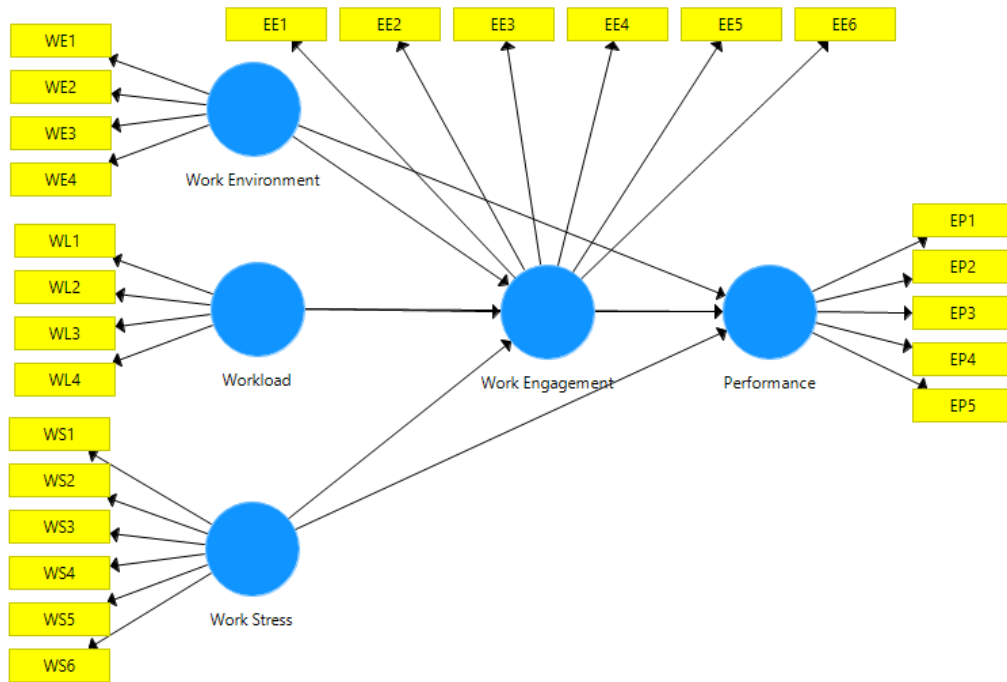 EE1
EE2
EE3
EE4
EE5
EE6
WE1
WE2
WE3
WE4
Work Environment
WL1
WL2
WL3
WL4
Workload
Work Engagement
Performance
EP1
EP2
EP3
EP4
EP5
WS1
WS2
WS3
WS4
WS5
WS6
Work Stress